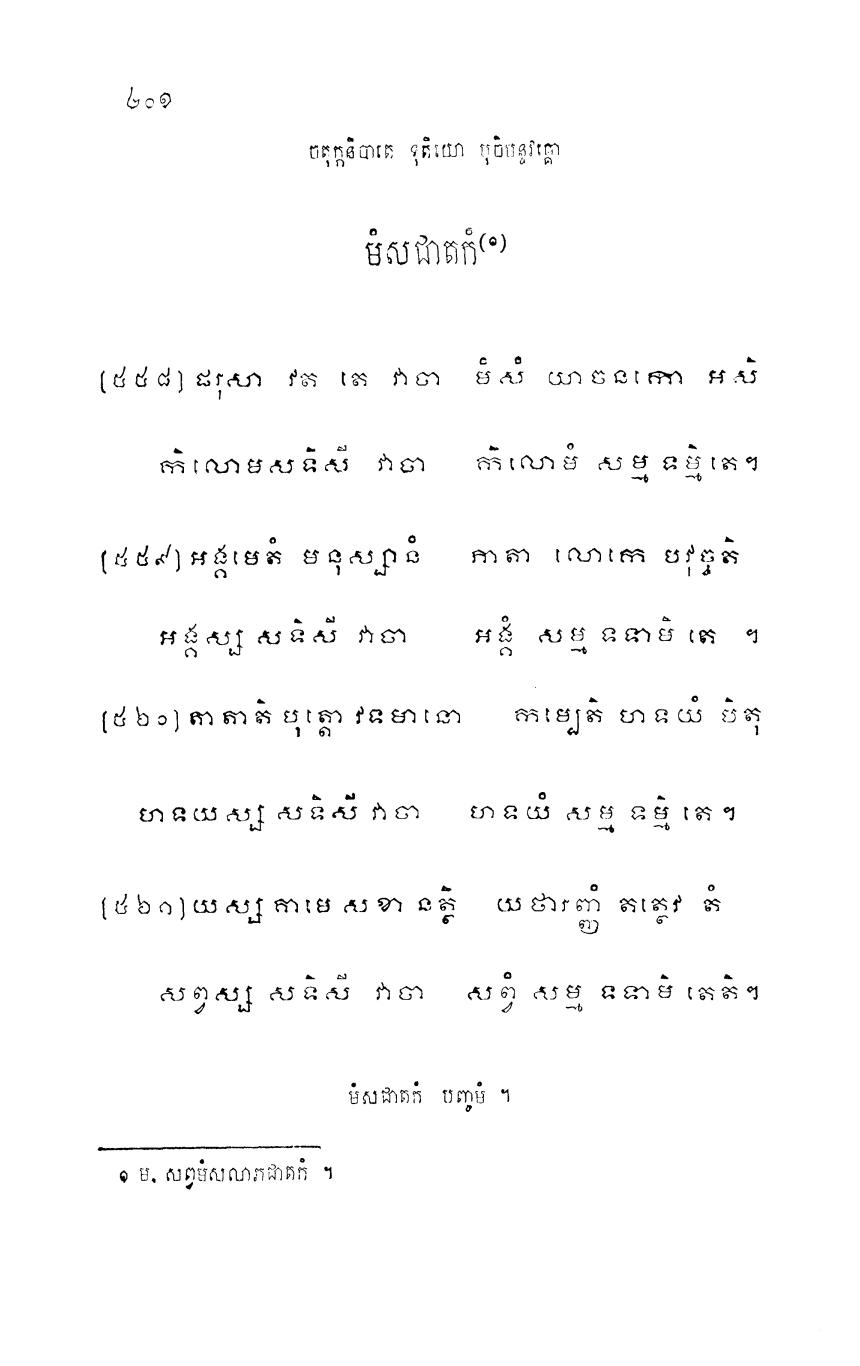 ២០១
ចតុក្កនិបាតេ ទុតិយោ បុចិមន្ទវគ្គោ
មំសជាតកំ(១)
(៥៥៨) ផរុសា វត តេ វាចា មំសំ យាចនកោ អសិ
កិលោមសទិសី វាចា កិលោមំ សម្ម ទម្មិ តេ។
(៥៥៩) អង្គមេតំ មនុស្សានំ ភាតា លោកេ បវុច្ចតិ
អង្គស្ស សទិសី វាចា អង្គំ សម្ម ទទាមិ តេ ។
(៥៦០) តាតាតិ បុត្តោ វទមានោ កម្បេតិ ហទយំ បិតុ
ហទយស្ស សទិសី វាចា ហទយំ សម្ម ទម្មិ តេ។
(៥៦១) យស្ស គាមេ សខា នត្ថិ យថារញ្ញំ តត្ថេវ តំ
សព្វស្ស សទិសី វាចា សព្វំ សម្ម ទទាមិ តេតិ។
មំសជាតកំ បញ្ចមំ ។
១ ម. សព្វមំសលាភជាតកំ ។